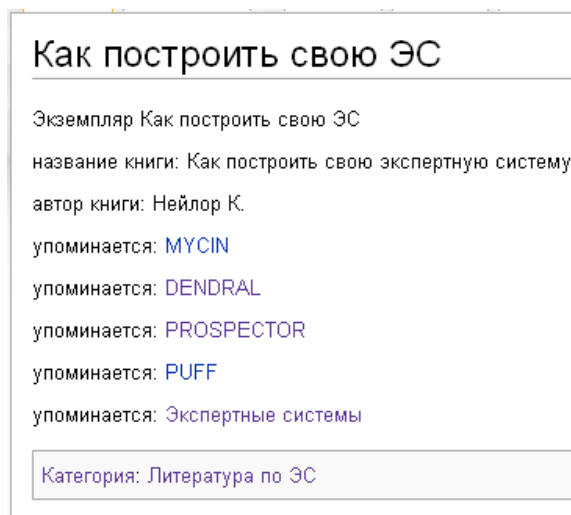 Как построить свою ЭС
Экземпляр Как построить свою ЭС
название книги: Как построить свою экспертную систему
автор книги: Нейлор К.
упоминается: MYCIN
упоминается: DENDRAL
упоминается: PROSPECTOR
упоминается: PUFF
упоминается: Экспертные системы
Категория: Литература по ЭС